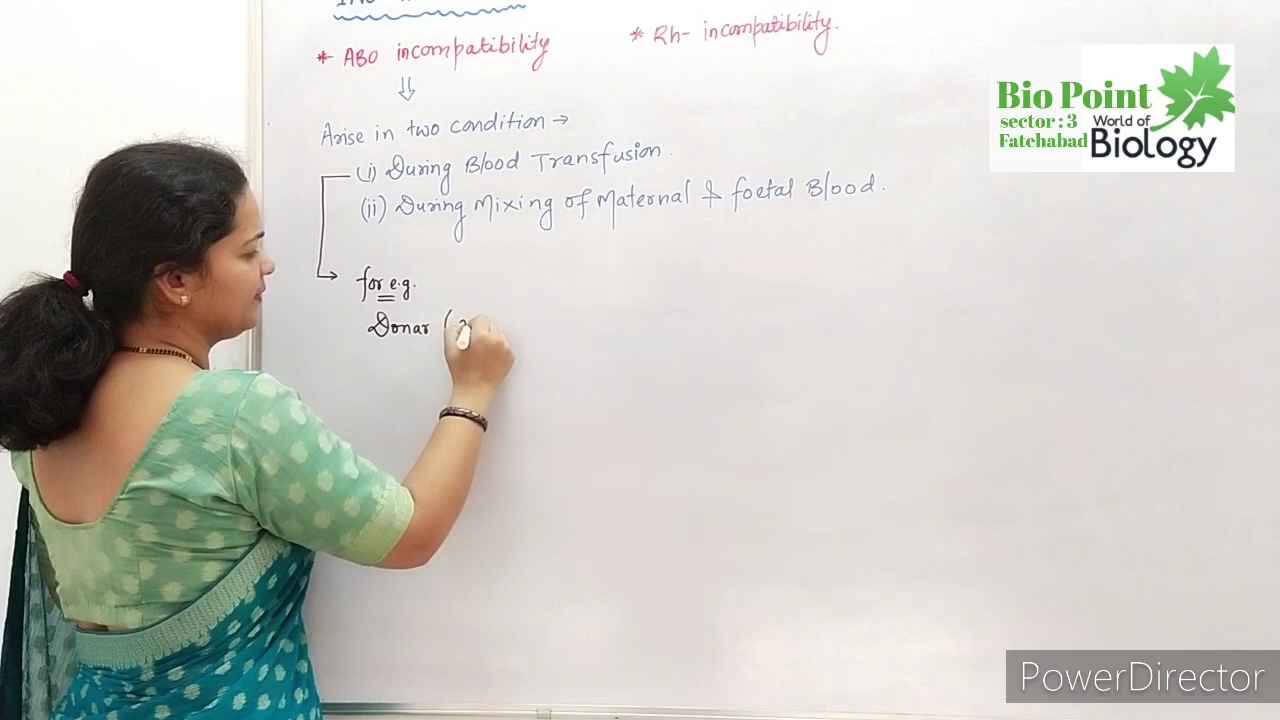 * ABO incompatibility
* Rh- incompatibility.
Arise in two condition →
(i) During Blood Transfusion.
(ii) During Mixing of Maternal & foetal Blood.
for e.g.
Donar (
Bio Point
sector : 3
Fatehabad
World of
Biology
PowerDirector